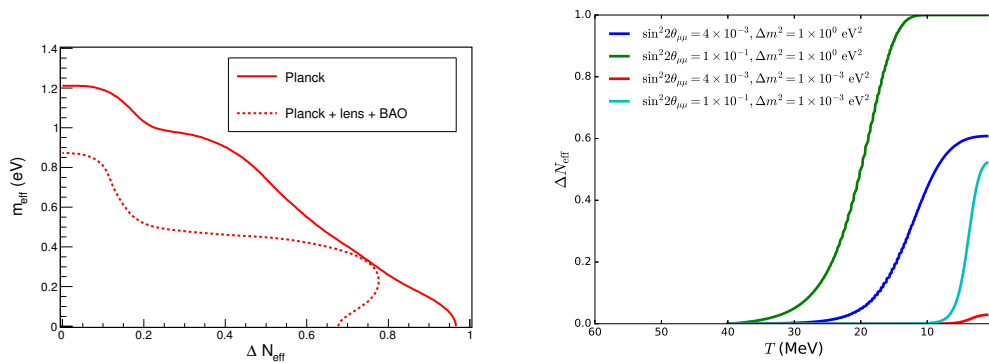 1.4
1.2
1
0.8
0.6
0.4
0.2
0
m_eff (eV)
Planck
Planck + lens + BAO
0 0.2 0.4 0.6 0.8 1
Δ N_eff
1.0
0.8
0.6
0.4
0.2
0.0
ΔN_eff
sin²2θ_μμ = 4 × 10⁻³, Δm² = 1 × 10⁰ eV²
sin²2θ_μμ = 1 × 10⁻¹, Δm² = 1 × 10⁰ eV²
sin²2θ_μμ = 4 × 10⁻³, Δm² = 1 × 10⁻³ eV²
sin²2θ_μμ = 1 × 10⁻¹, Δm² = 1 × 10⁻³ eV²
60 50 40 30 20 10
T (MeV)